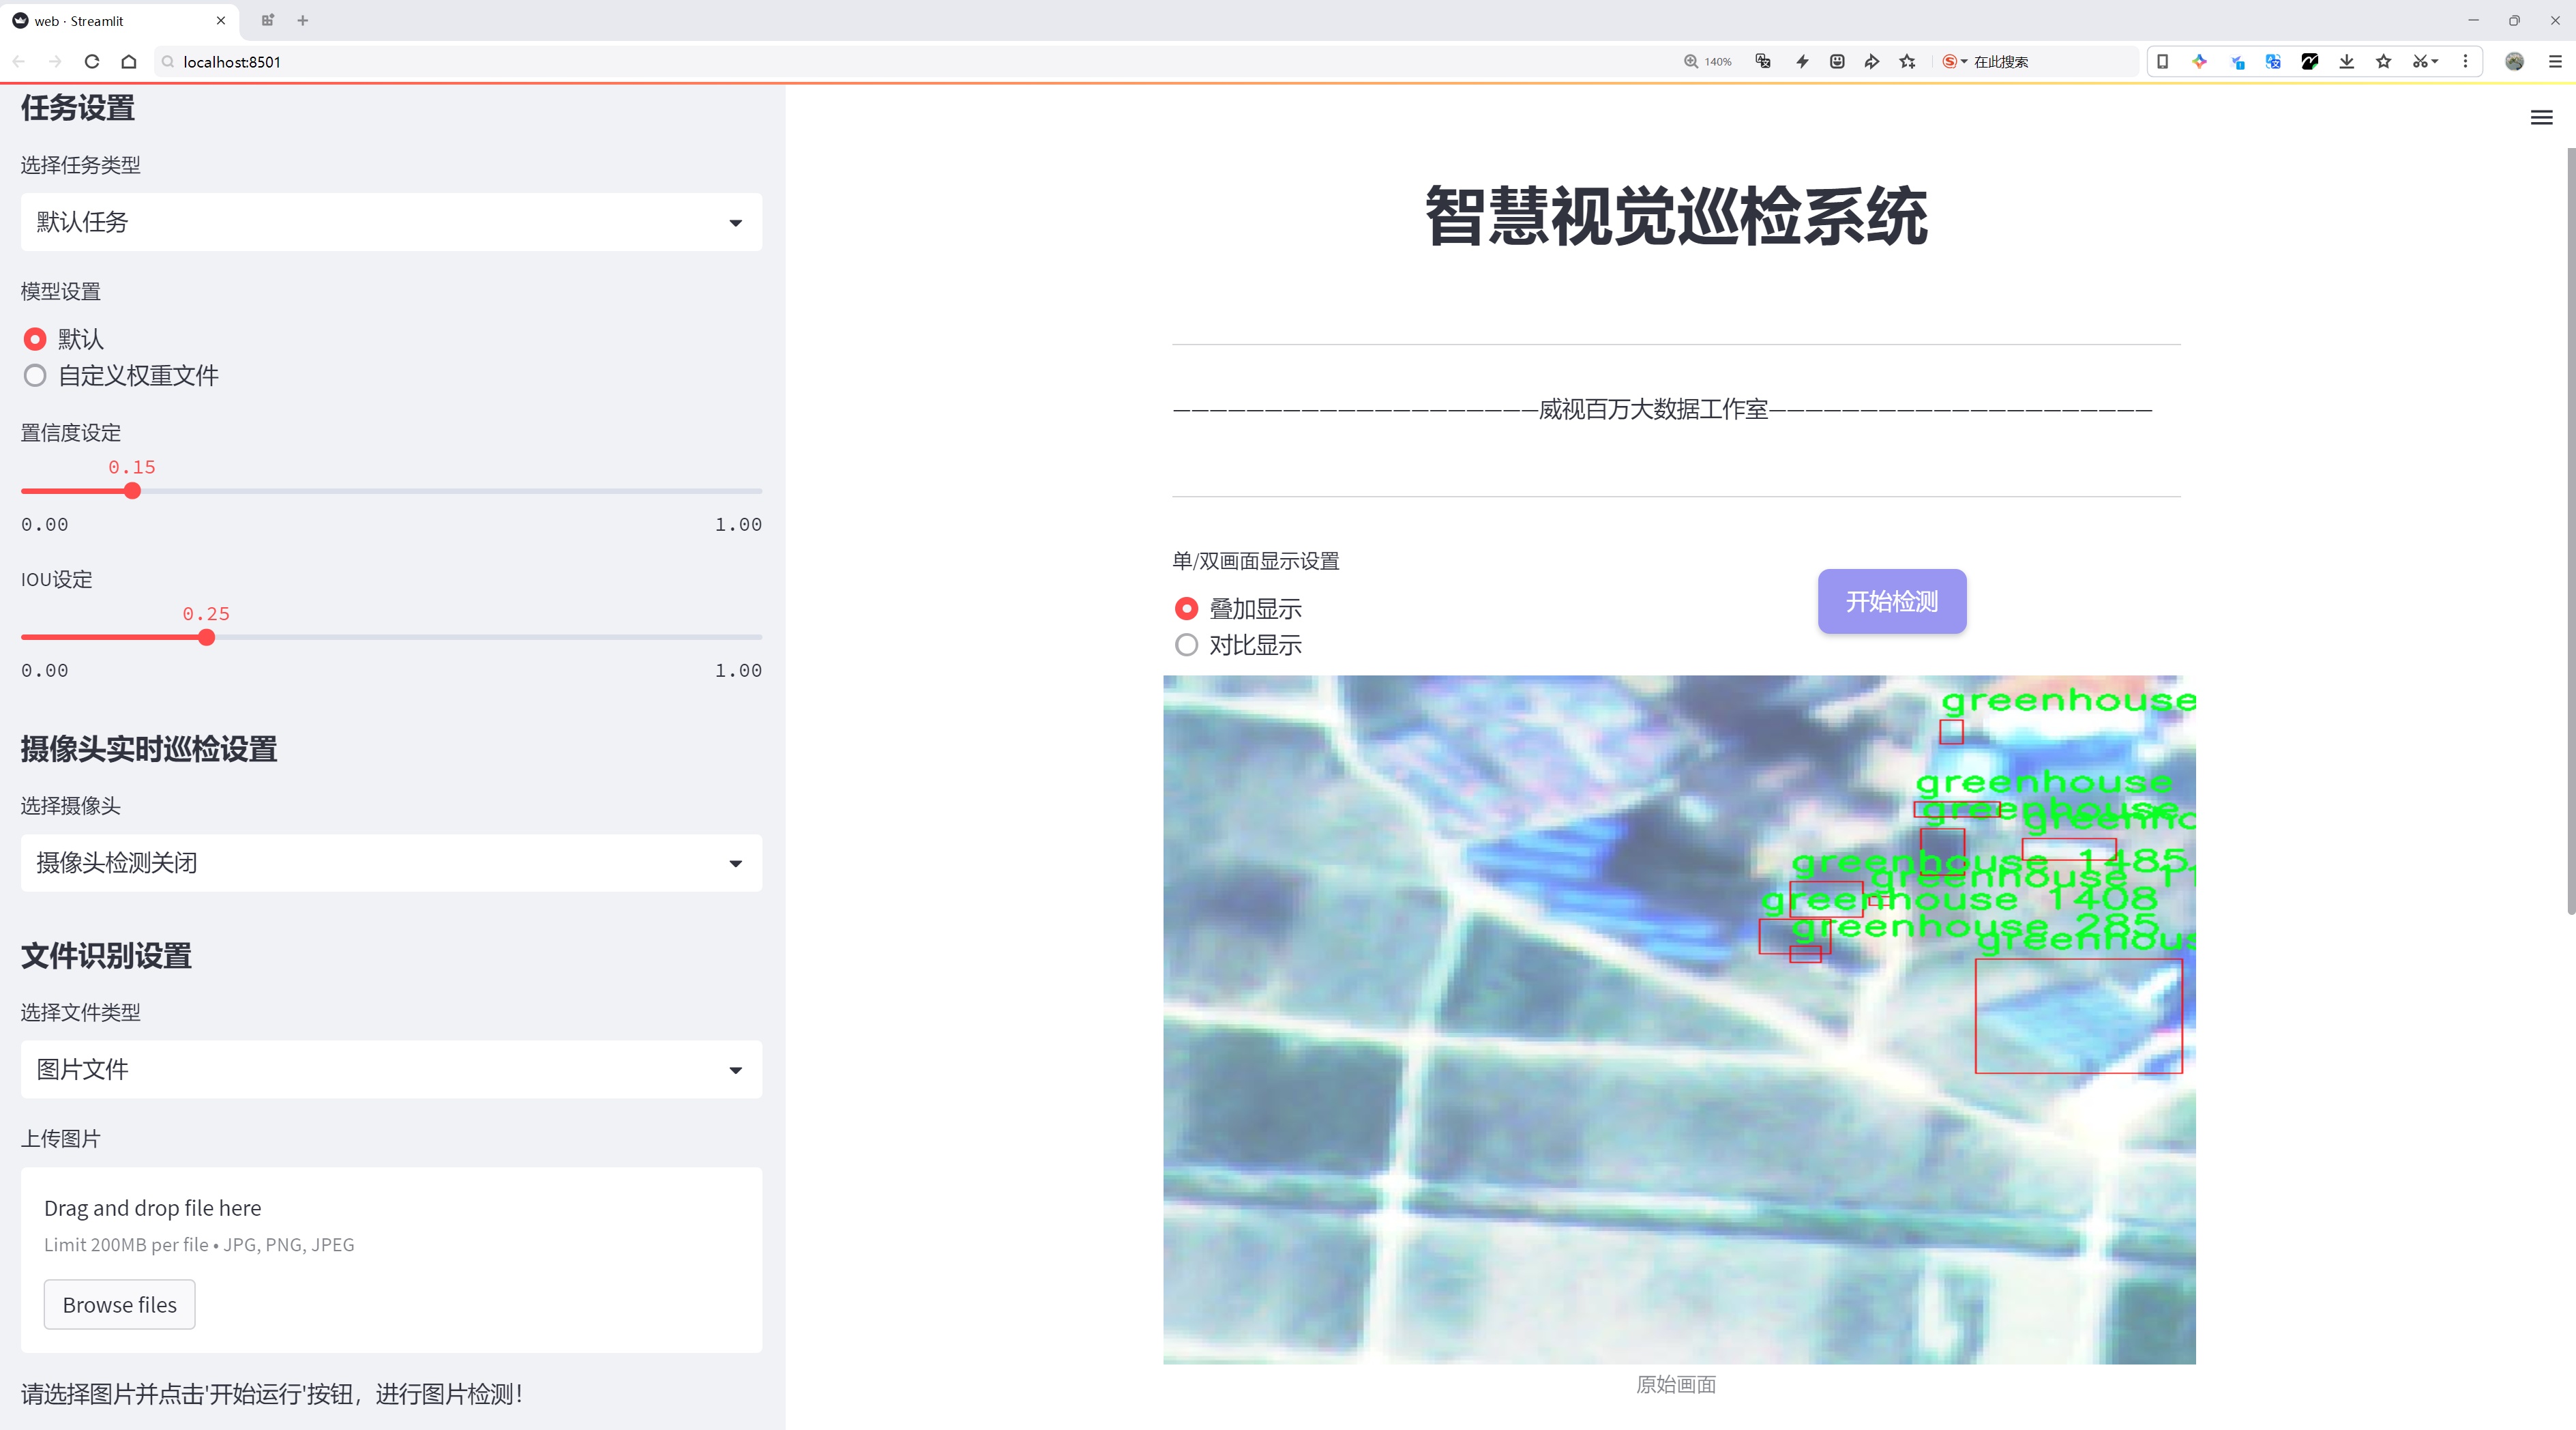 web · Streamlit
localhost:8501
140%
在此搜索
任务设置
选择任务类型
默认任务
模型设置
默认
自定义权重文件
置信度设定
0.15
0.00 1.00
IOU设定
0.25
0.00 1.00
摄像头实时巡检设置
选择摄像头
摄像头检测关闭
文件识别设置
选择文件类型
图片文件
上传图片
Drag and drop file here
Limit 200MB per file • JPG, PNG, JPEG
Browse files
请选择图片并点击'开始运行'按钮，进行图片检测！
智慧视觉巡检系统
—————————————————————威视百万大数据工作室—————————————————————
单/双画面显示设置
叠加显示
对比显示
开始检测
greenhouse
greenhouse
greenhouse
greenhouse 1485
greenhouse
greenhouse 1408
greenhouse 285
原始画面